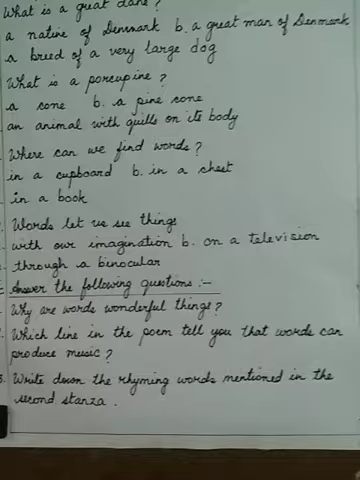 What is a great dane?
a native of Denmark b. a great man of Denmark
a breed of a very large dog
What is a porcupine?
a cone b. a pine cone
an animal with quills on its body
Where can we find words?
in a cupboard b. in a chest
in a book
Words let us see things
with our imagination b. on a television
through a binocular
Answer the following questions :-
Why are words wonderful things?
Which line in the poem tell you that words can
produce music?
3. Write down the rhyming words mentioned in the
second stanza.